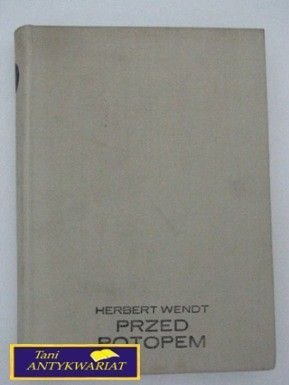 HERBERT WENDT
PRZED
POTOPEM
Tani
ANTYKWARIAT